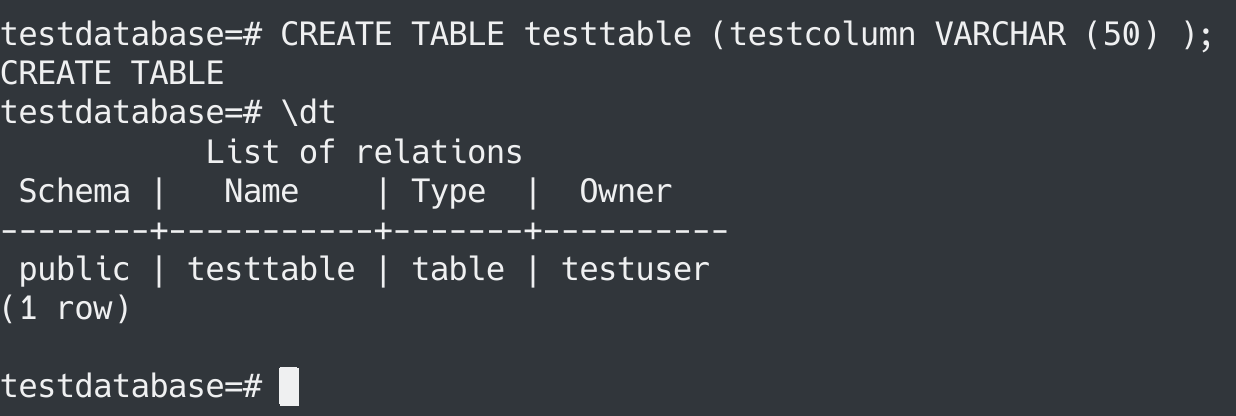 testdatabase=# CREATE TABLE testtable (testcolumn VARCHAR (50) );
CREATE TABLE
testdatabase=# \dt
           List of relations
 Schema |   Name    | Type  |  Owner
--------+-----------+-------+----------
 public | testtable | table | testuser
(1 row)

testdatabase=#